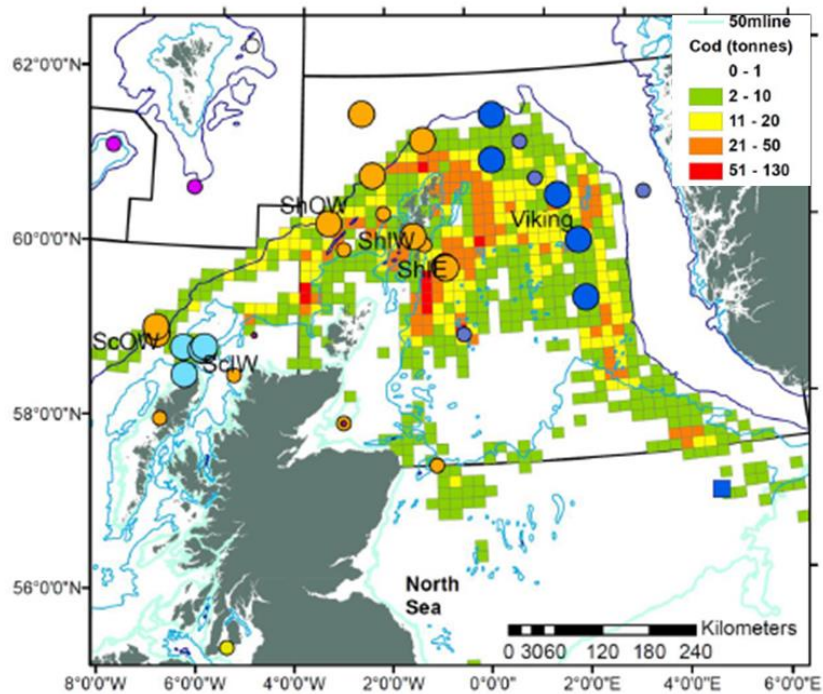 50mline
Cod (tonnes)
0 - 1
2 - 10
11 - 20
21 - 50
51 - 130
62°0'0"N
60°0'0"N
58°0'0"N
56°0'0"N
ShOW
ShIW
ShE
Viking
ScOW
ScIW
North
Sea
Kilometers
0 3060 120 180 240
8°0'0"W 6°0'0"W 4°0'0"W 2°0'0"W 0°0'0" 2°0'0"E 4°0'0"E 6°0'0"E